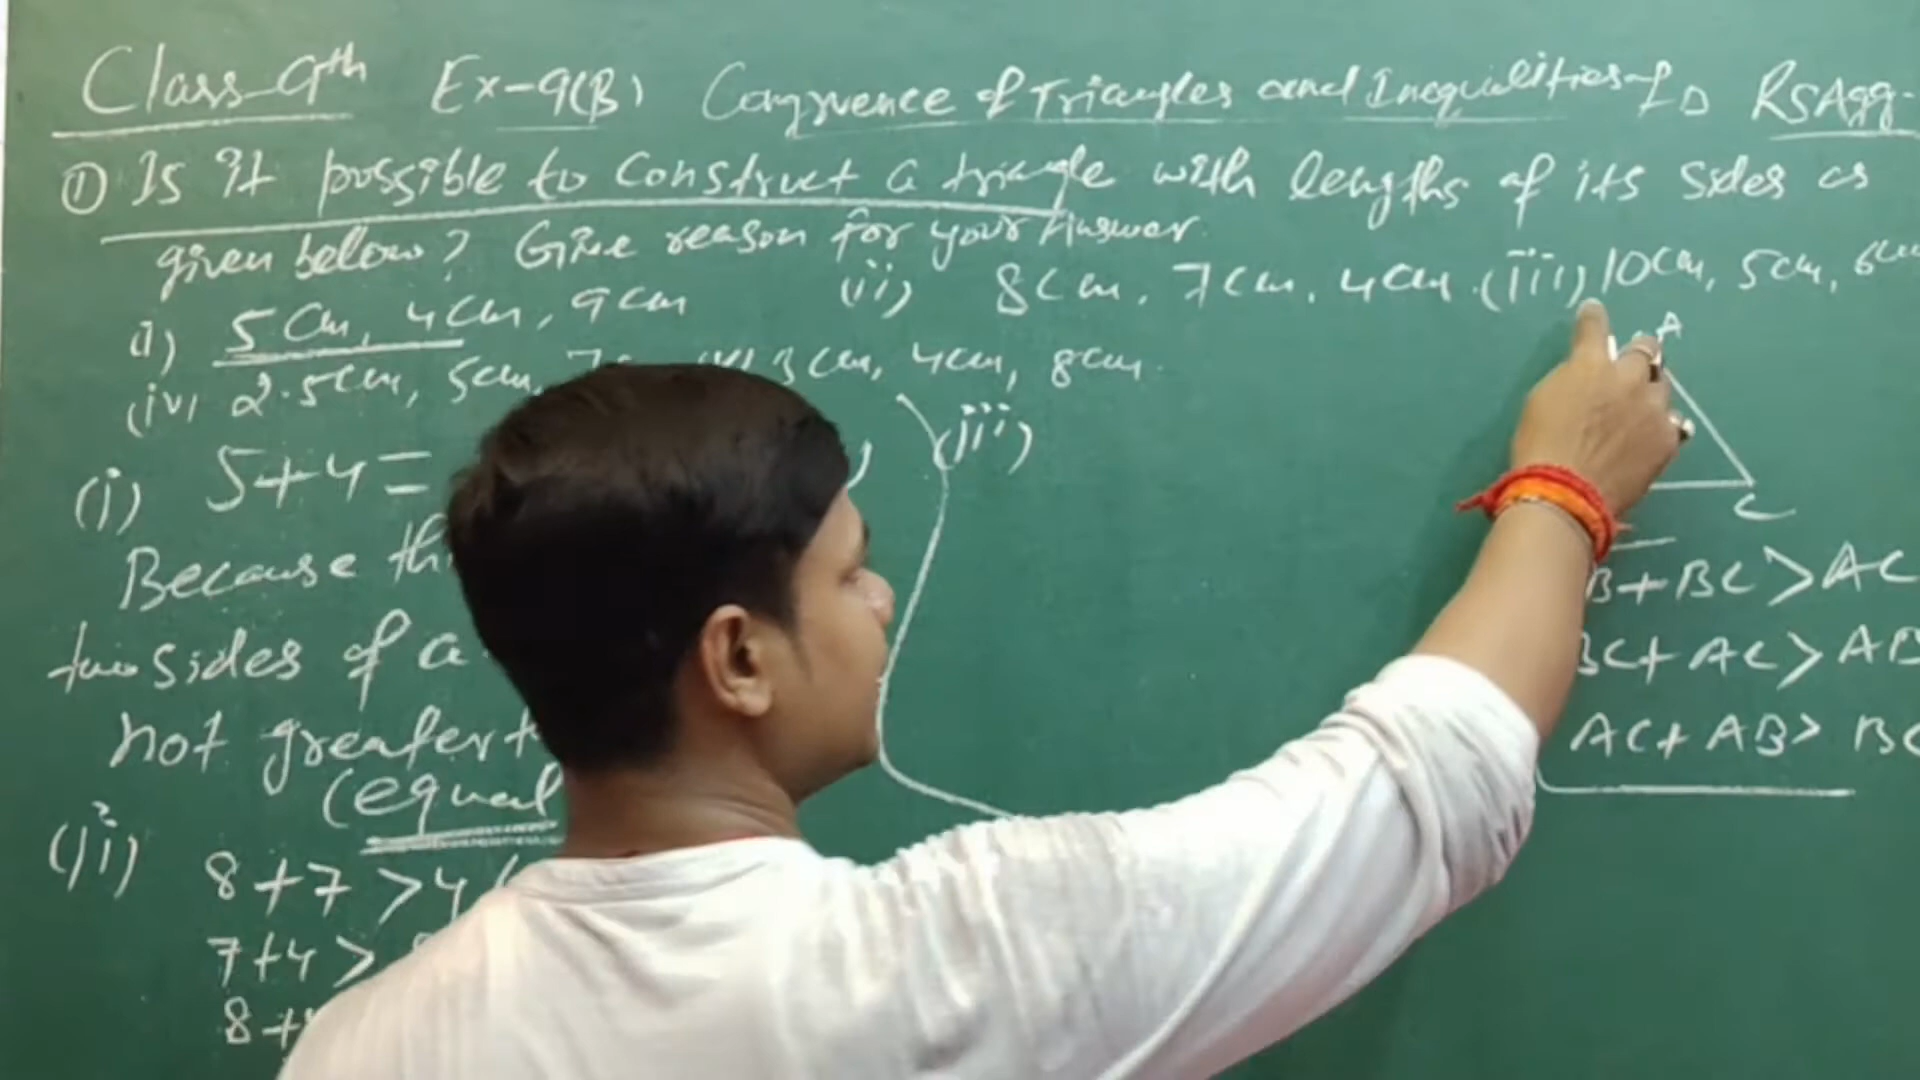 Class-9th Ex-9(B) Congruence of Triangles and Inequalities RSAgg-
① Is it possible to construct a triangle with lengths of its sides as
given below? Give reason for your Answer.
(i) 5cm, 4cm, 9cm (ii) 8cm, 7cm, 4cm. (iii) 10cm, 5cm, 6cm
(iv) 2.5cm, 5cm, 3cm, 4cm, 8cm.
A
C
(i) 5+4=
Because
two sides of a
not greater
(equal
(ii) 8+7 >4
7+4 >
8+
(iii)
B+BC>AC
BC+AC>AB
AC+AB> BC